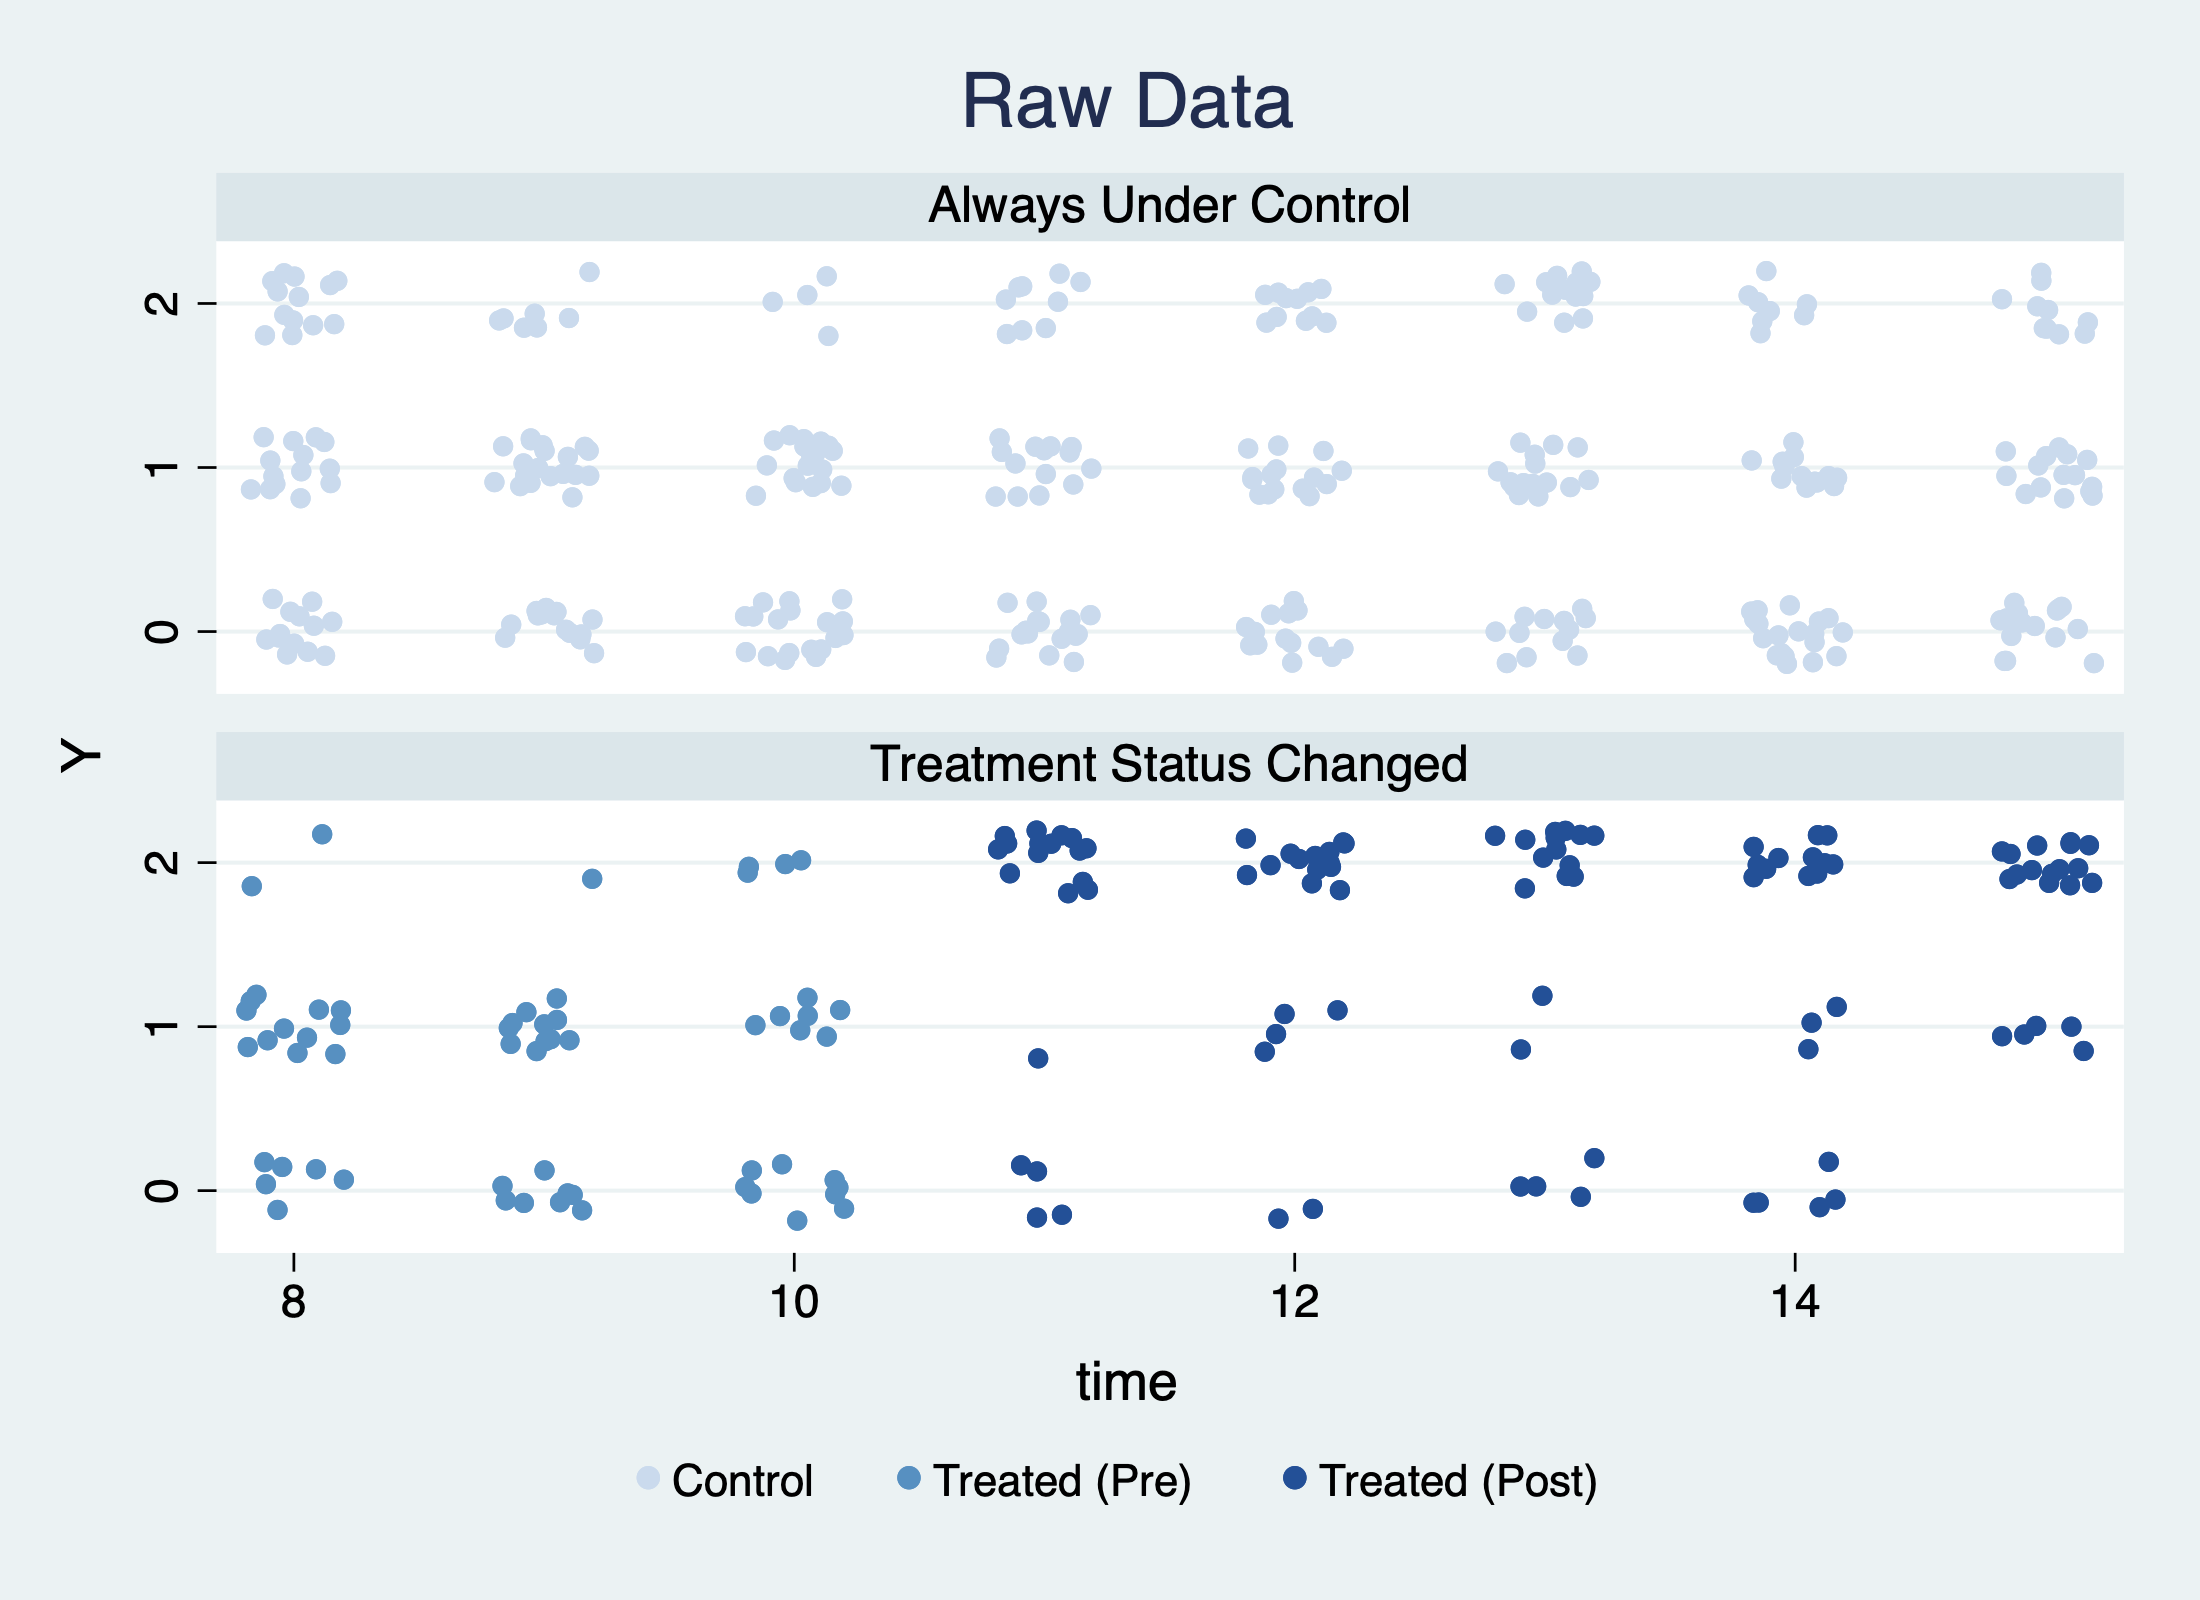 Raw Data
Always Under Control
2
1
0
Y
Treatment Status Changed
2
1
0
8 10 12 14
time
Control Treated (Pre) Treated (Post)